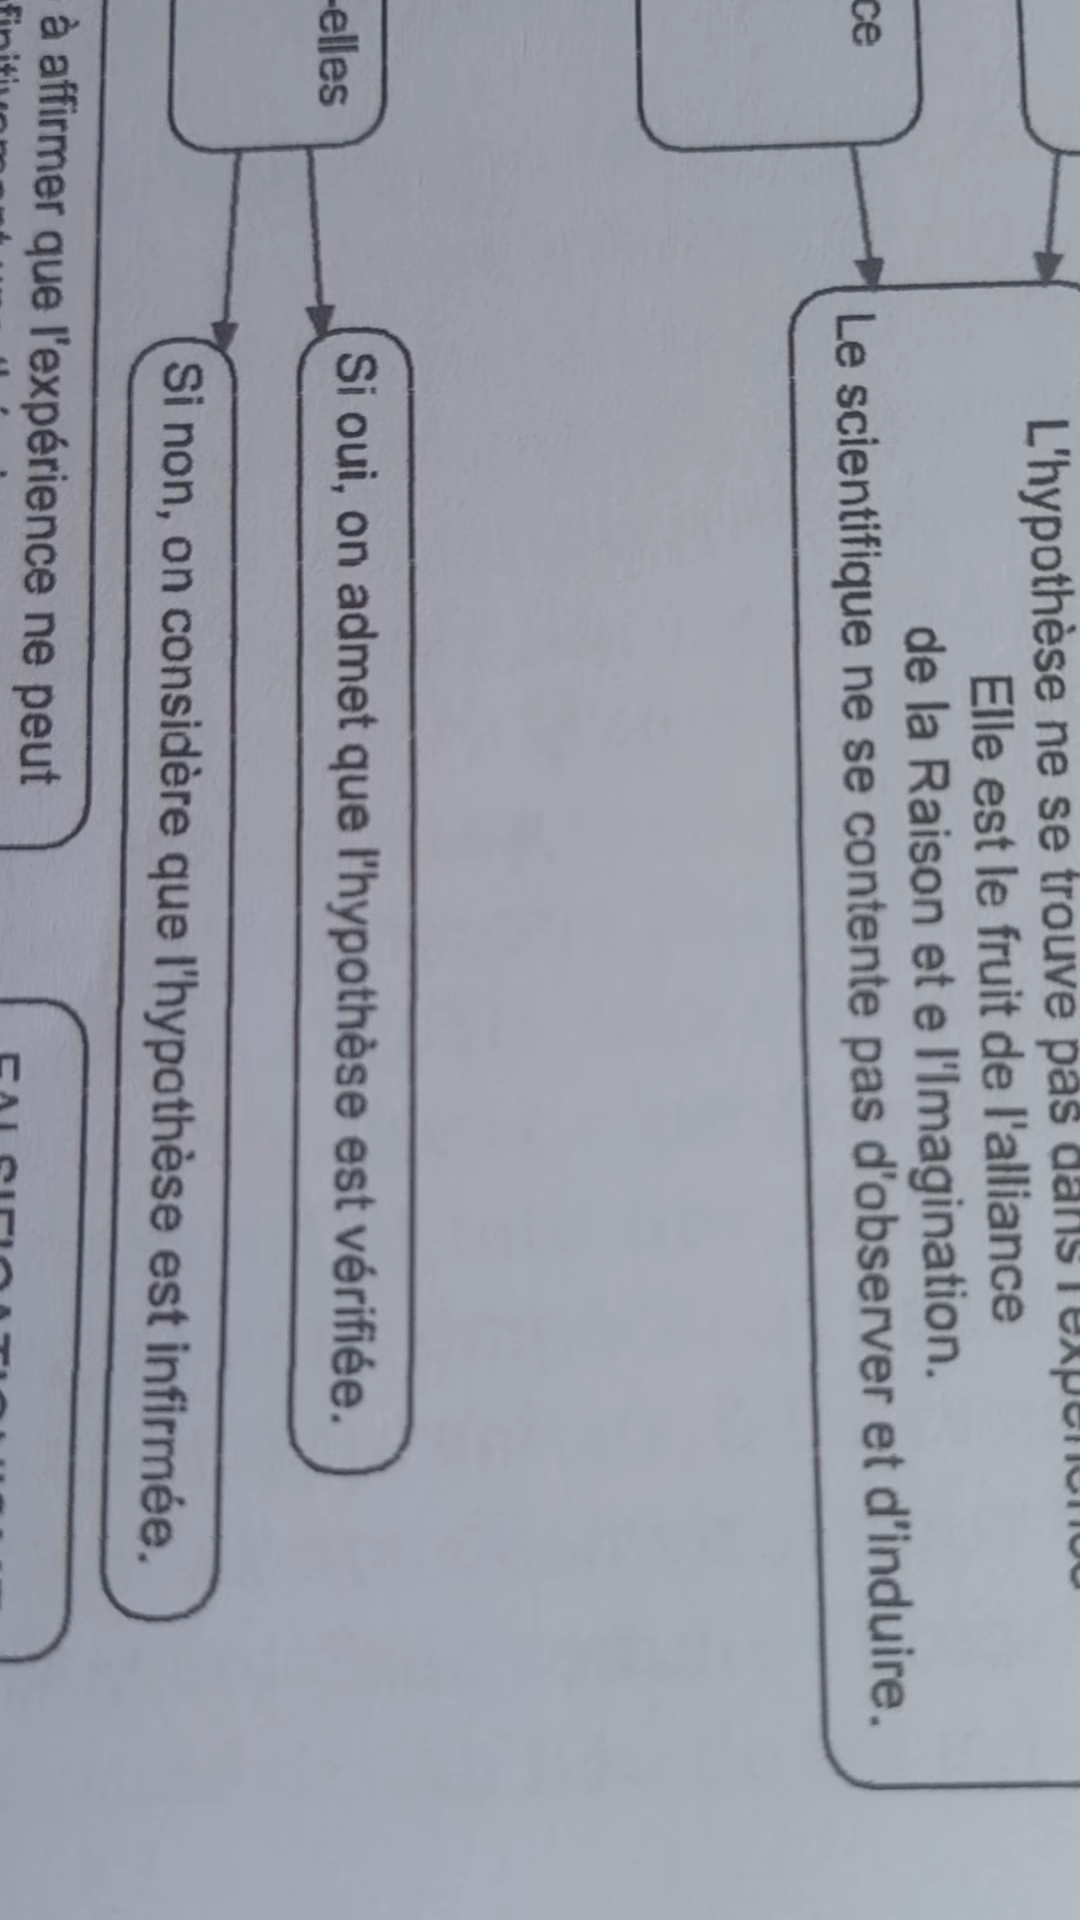 L'hypothèse ne se trouve pas dans l'expérience
Elle est le fruit de l'alliance
de la Raison et e l'Imagination.
Le scientifique ne se contente pas d'observer et d'induire.
ce
-elles
Si oui, on admet que l'hypothèse est vérifiée.
Si non, on considère que l'hypothèse est infirmée.
à affirmer que l'expérience ne peut